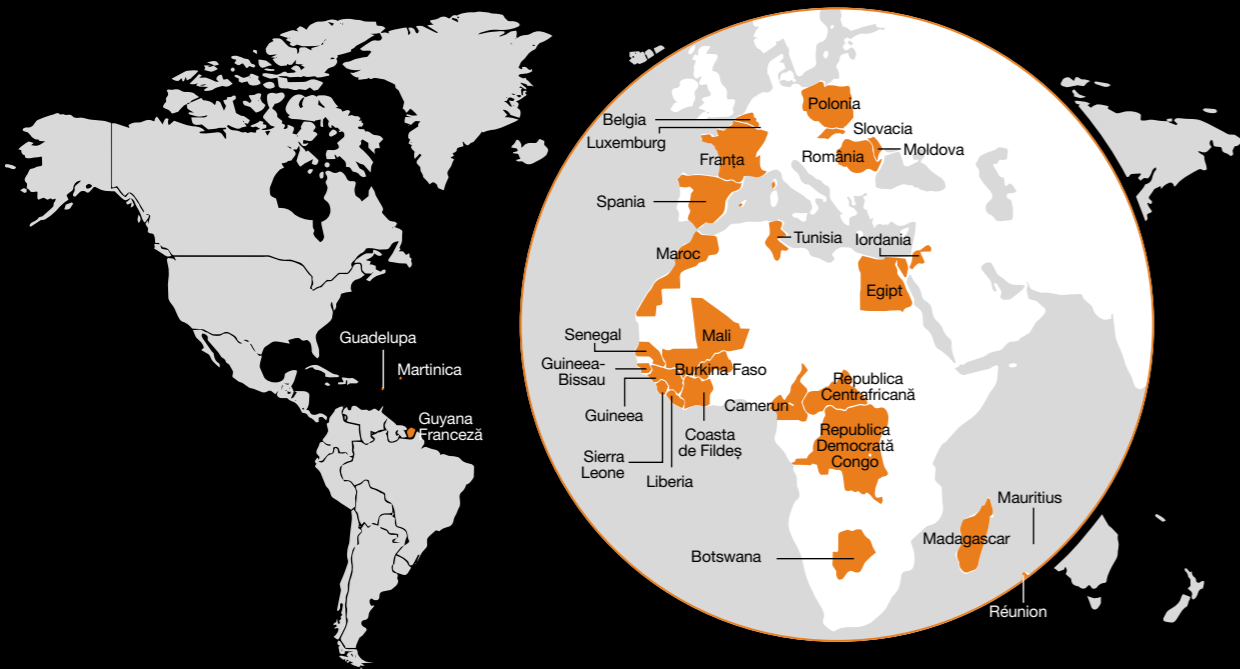 Polonia
Belgia
Slovacia
Luxemburg
Moldova
Franța
România
Spania
Tunisia
Iordania
Maroc
Egipt
Guadelupa
Martinica
Senegal
Mali
Guineea-
Bissau
Burkina Faso
Republica
Centrafricană
Camerun
Guineea
Guyana
Franceză
Coasta
de Fildeș
Republica
Democrată
Congo
Sierra
Leone
Liberia
Mauritius
Madagascar
Botswana
Réunion